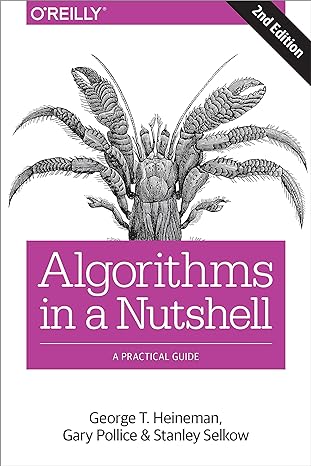 O'REILLY®
2nd Edition
Algorithms
in a Nutshell
A PRACTICAL GUIDE
George T. Heineman,
Gary Pollice & Stanley Selkow